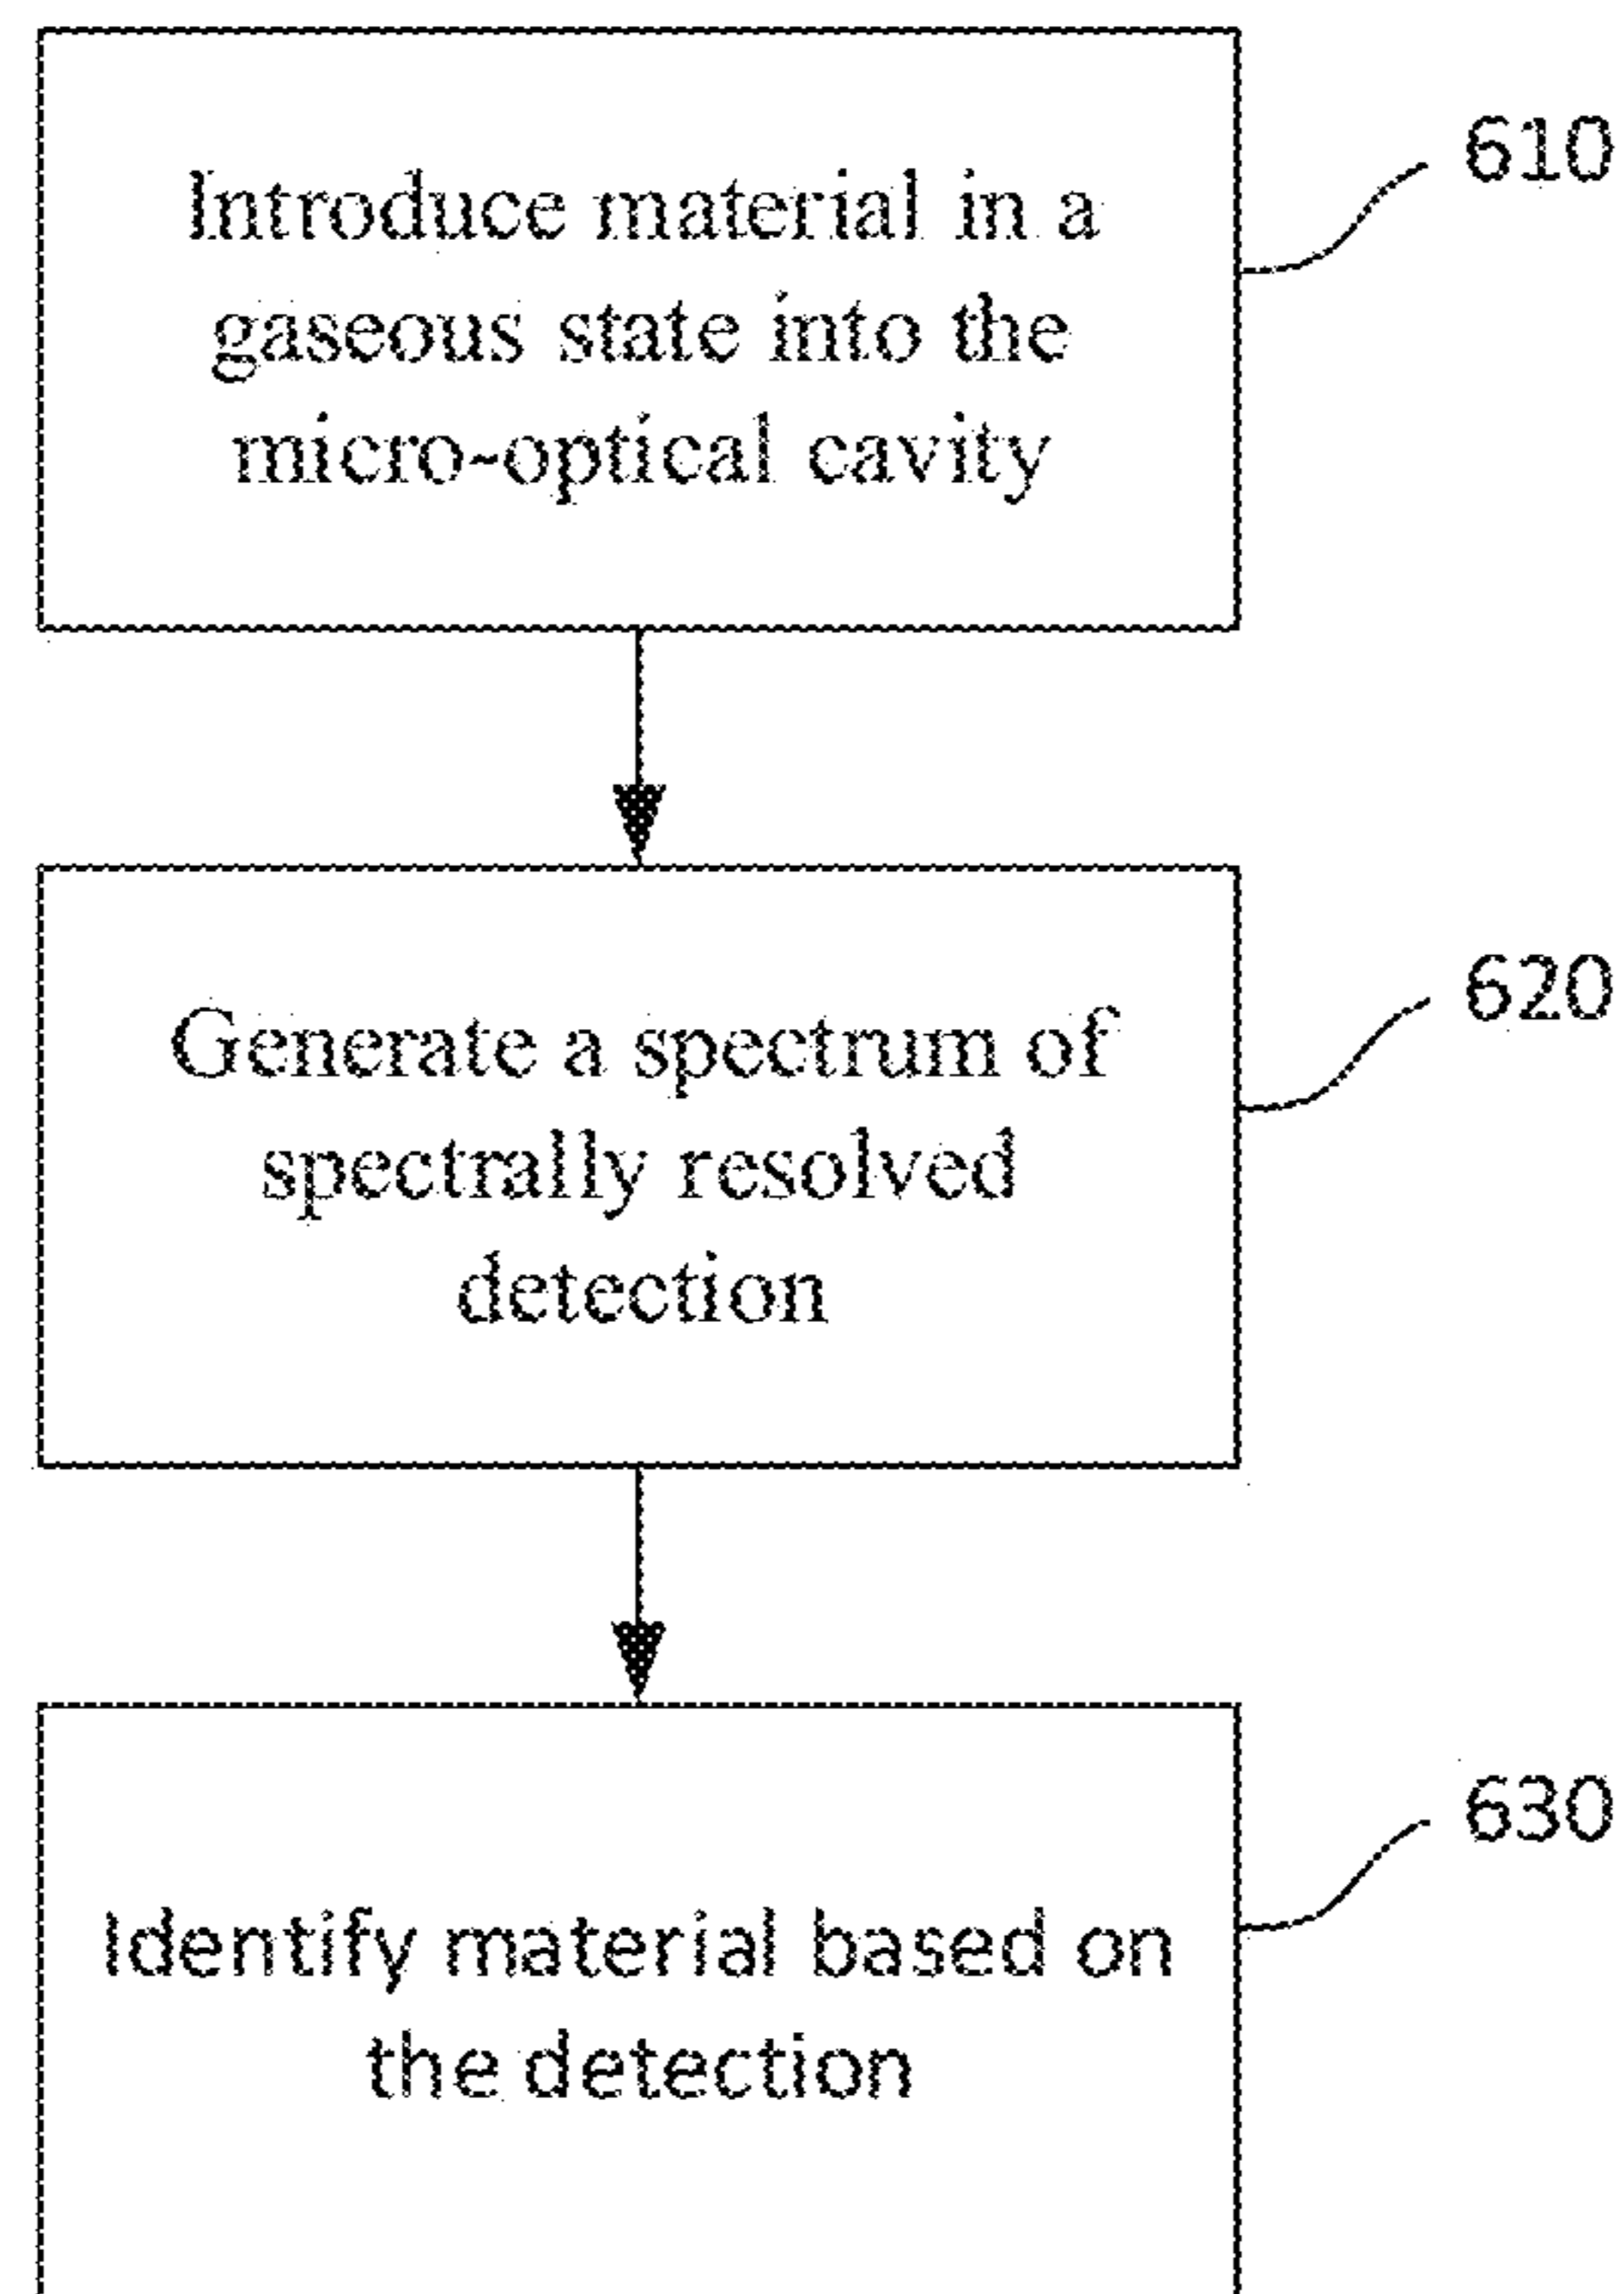 Introduce material in a
gaseous state into the
micro-optical cavity
610
Generate a spectrum of
spectrally resolved
detection
620
Identify material based on
the detection
630